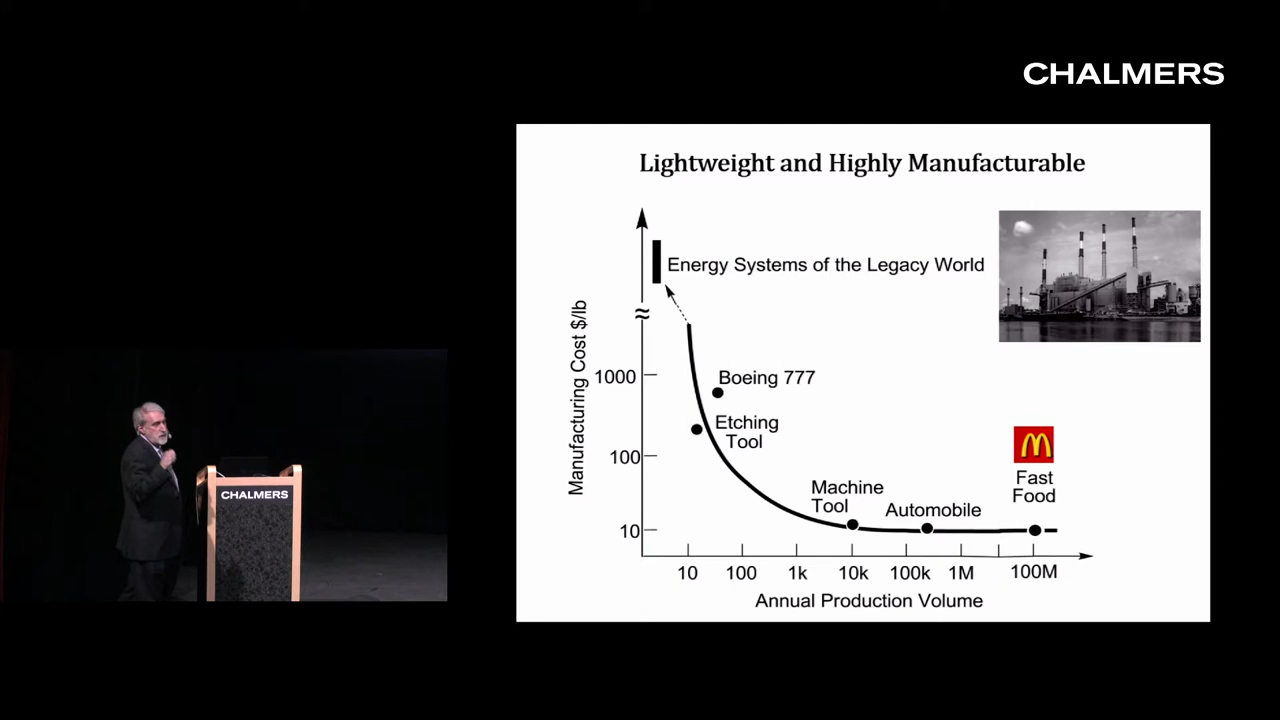 CHALMERS
Lightweight and Highly Manufacturable
Energy Systems of the Legacy World
Manufacturing Cost $/lb
1000
100
10
Boeing 777
Etching
Tool
Machine
Tool
Automobile
Fast
Food
10 100 1k 10k 100k 1M 100M
Annual Production Volume
CHALMERS